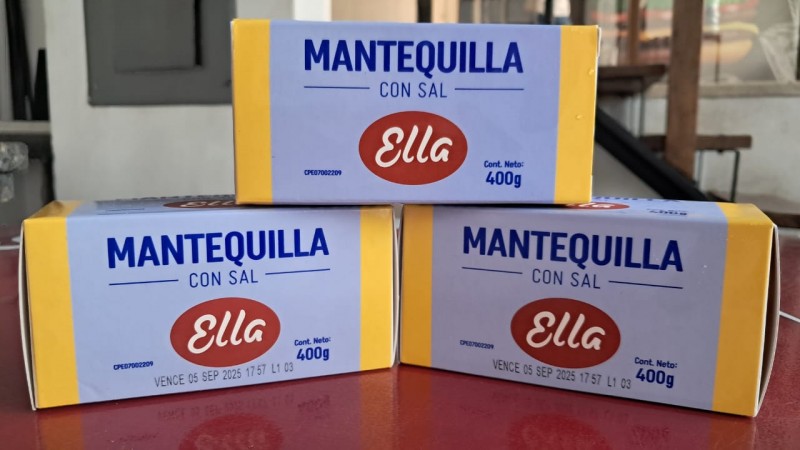 MANTEQUILLA
CON SAL
Ella
CPE07002209
Cont. Neto:
400g
MANTEQUILLA
CON SAL
Ella
CPE07002209
Cont. Neto:
400g
VENCE 05 SEP 2025 17 57 L1 03
MANTEQUILLA
CON SAL
Ella
CPE07002209
Cont. Neto:
400g
VENCE 05 SEP 2025 17 57 L1 03